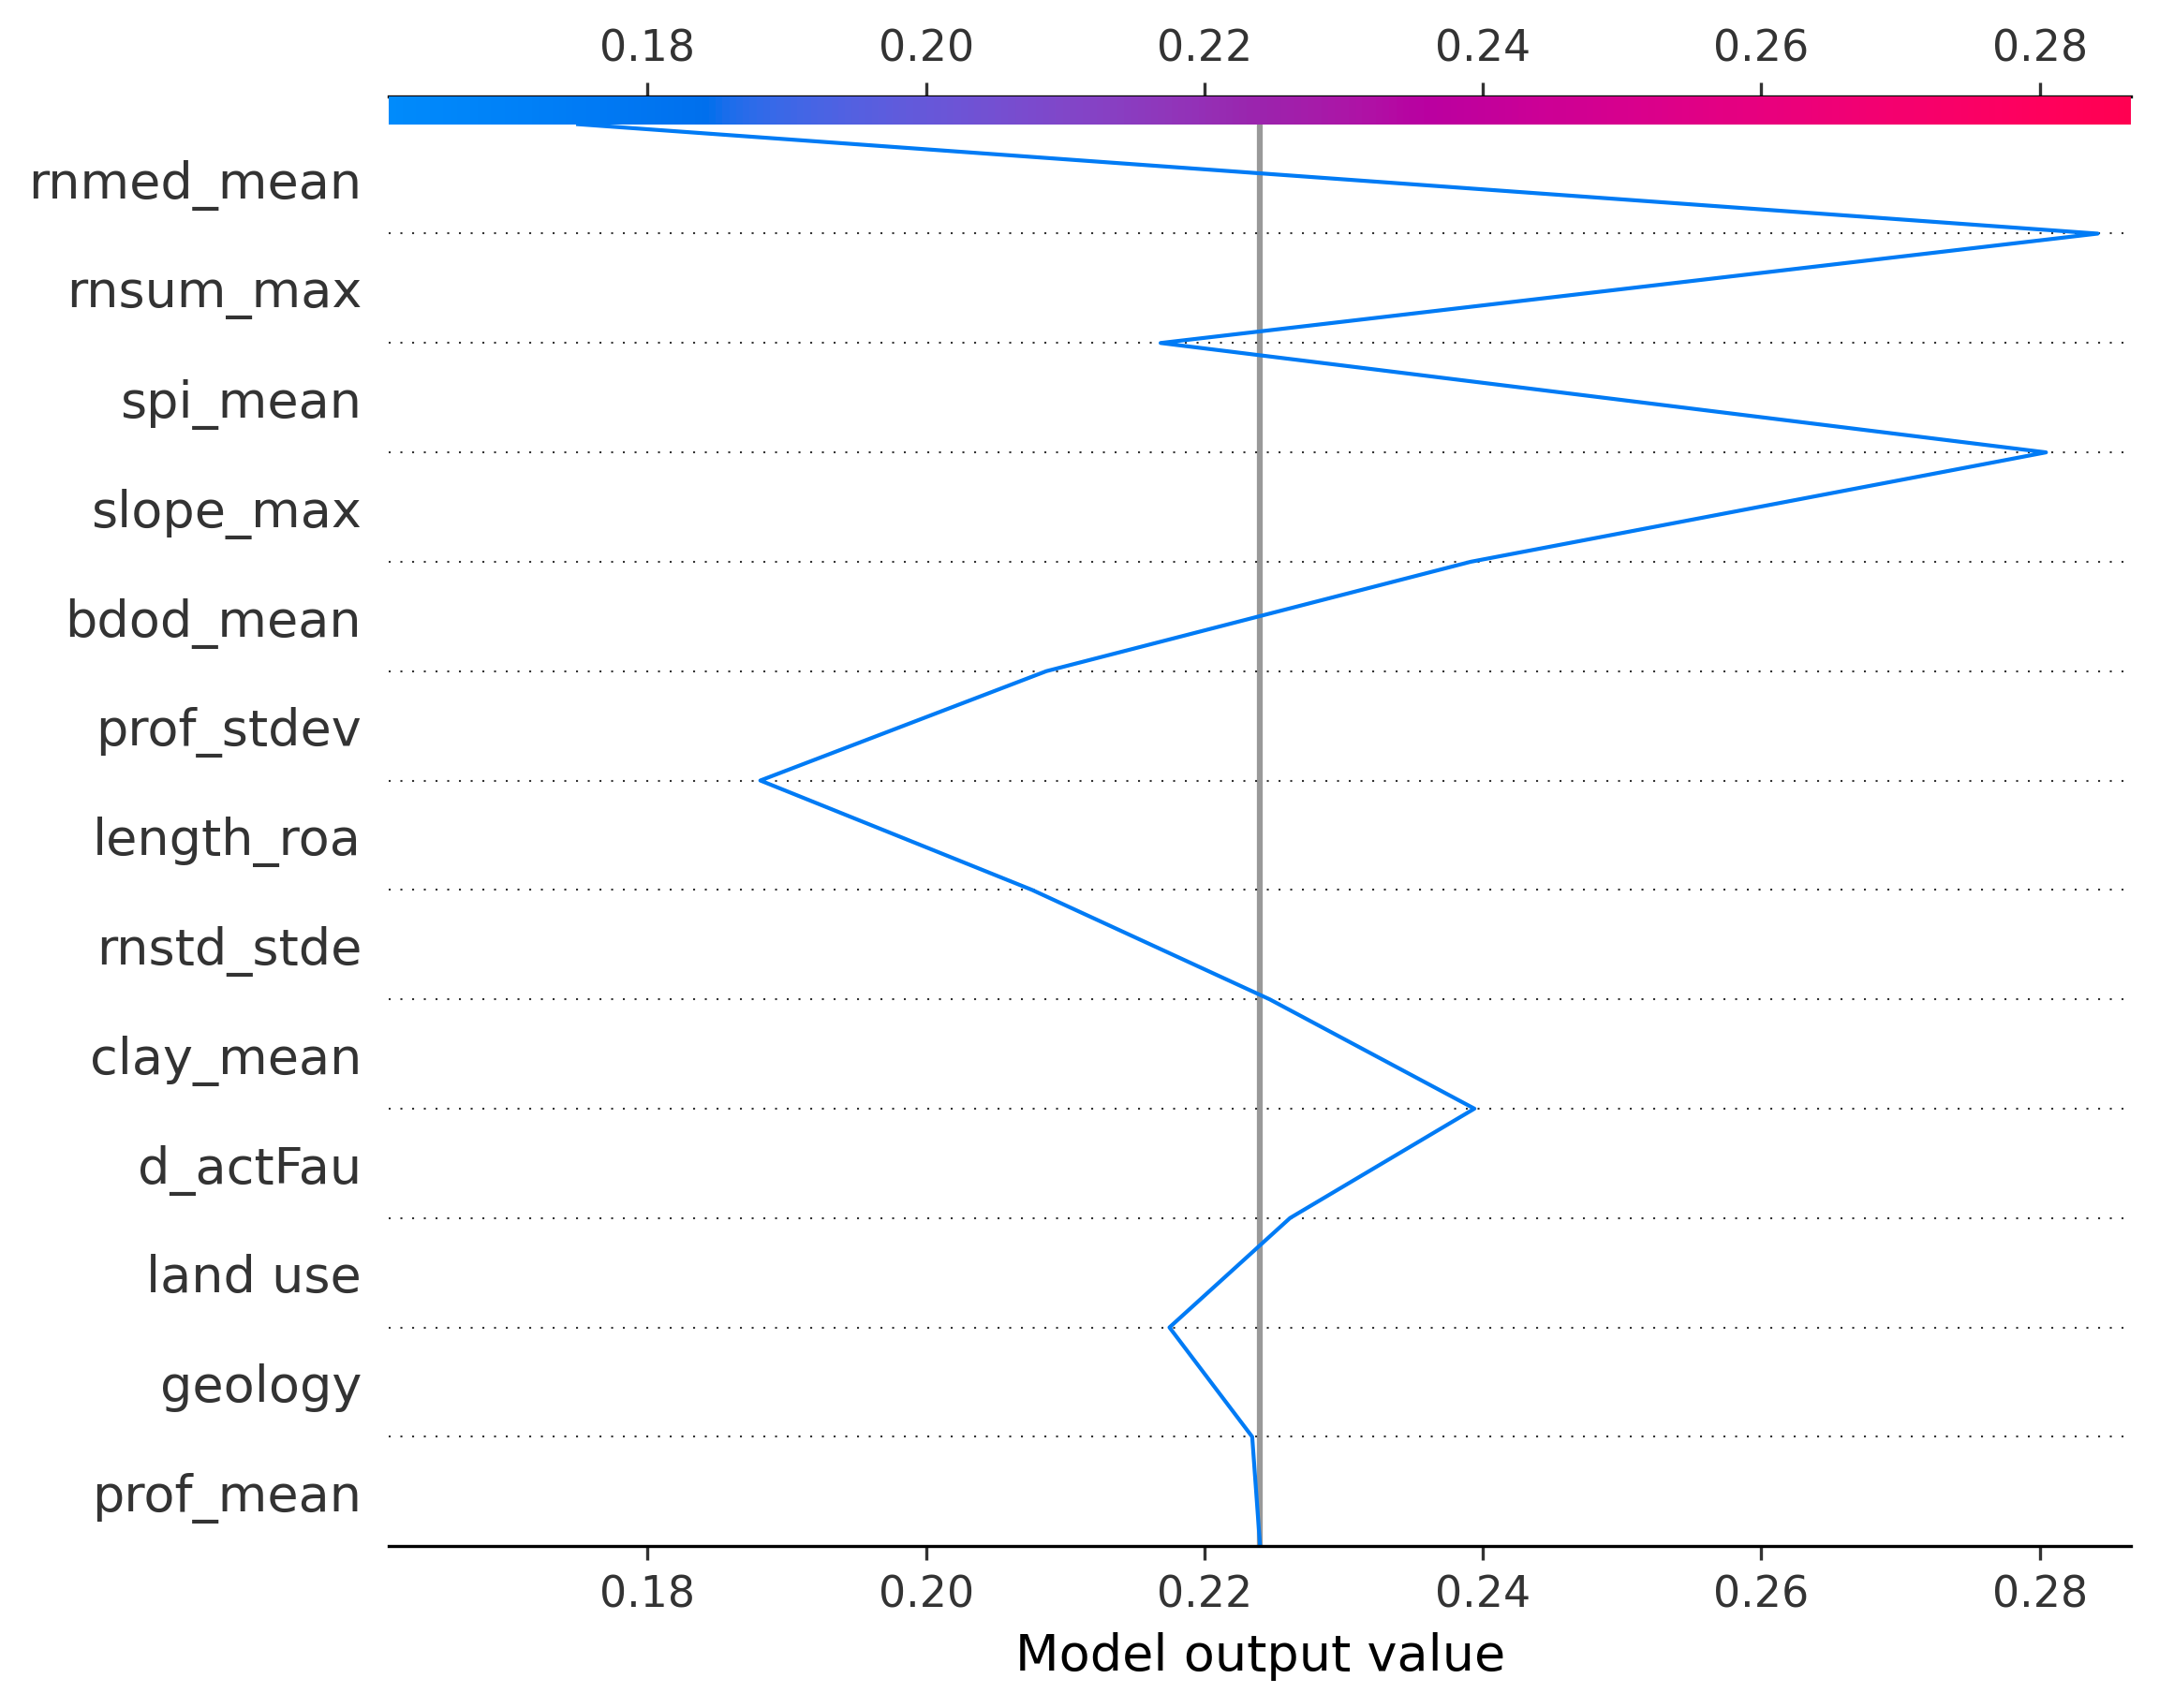 0.18 0.20 0.22 0.24 0.26 0.28
rnmed_mean
rnsum_max
spi_mean
slope_max
bdod_mean
prof_stdev
length_roa
rnstd_stde
clay_mean
d_actFau
land use
geology
prof_mean
0.18 0.20 0.22 0.24 0.26 0.28
Model output value